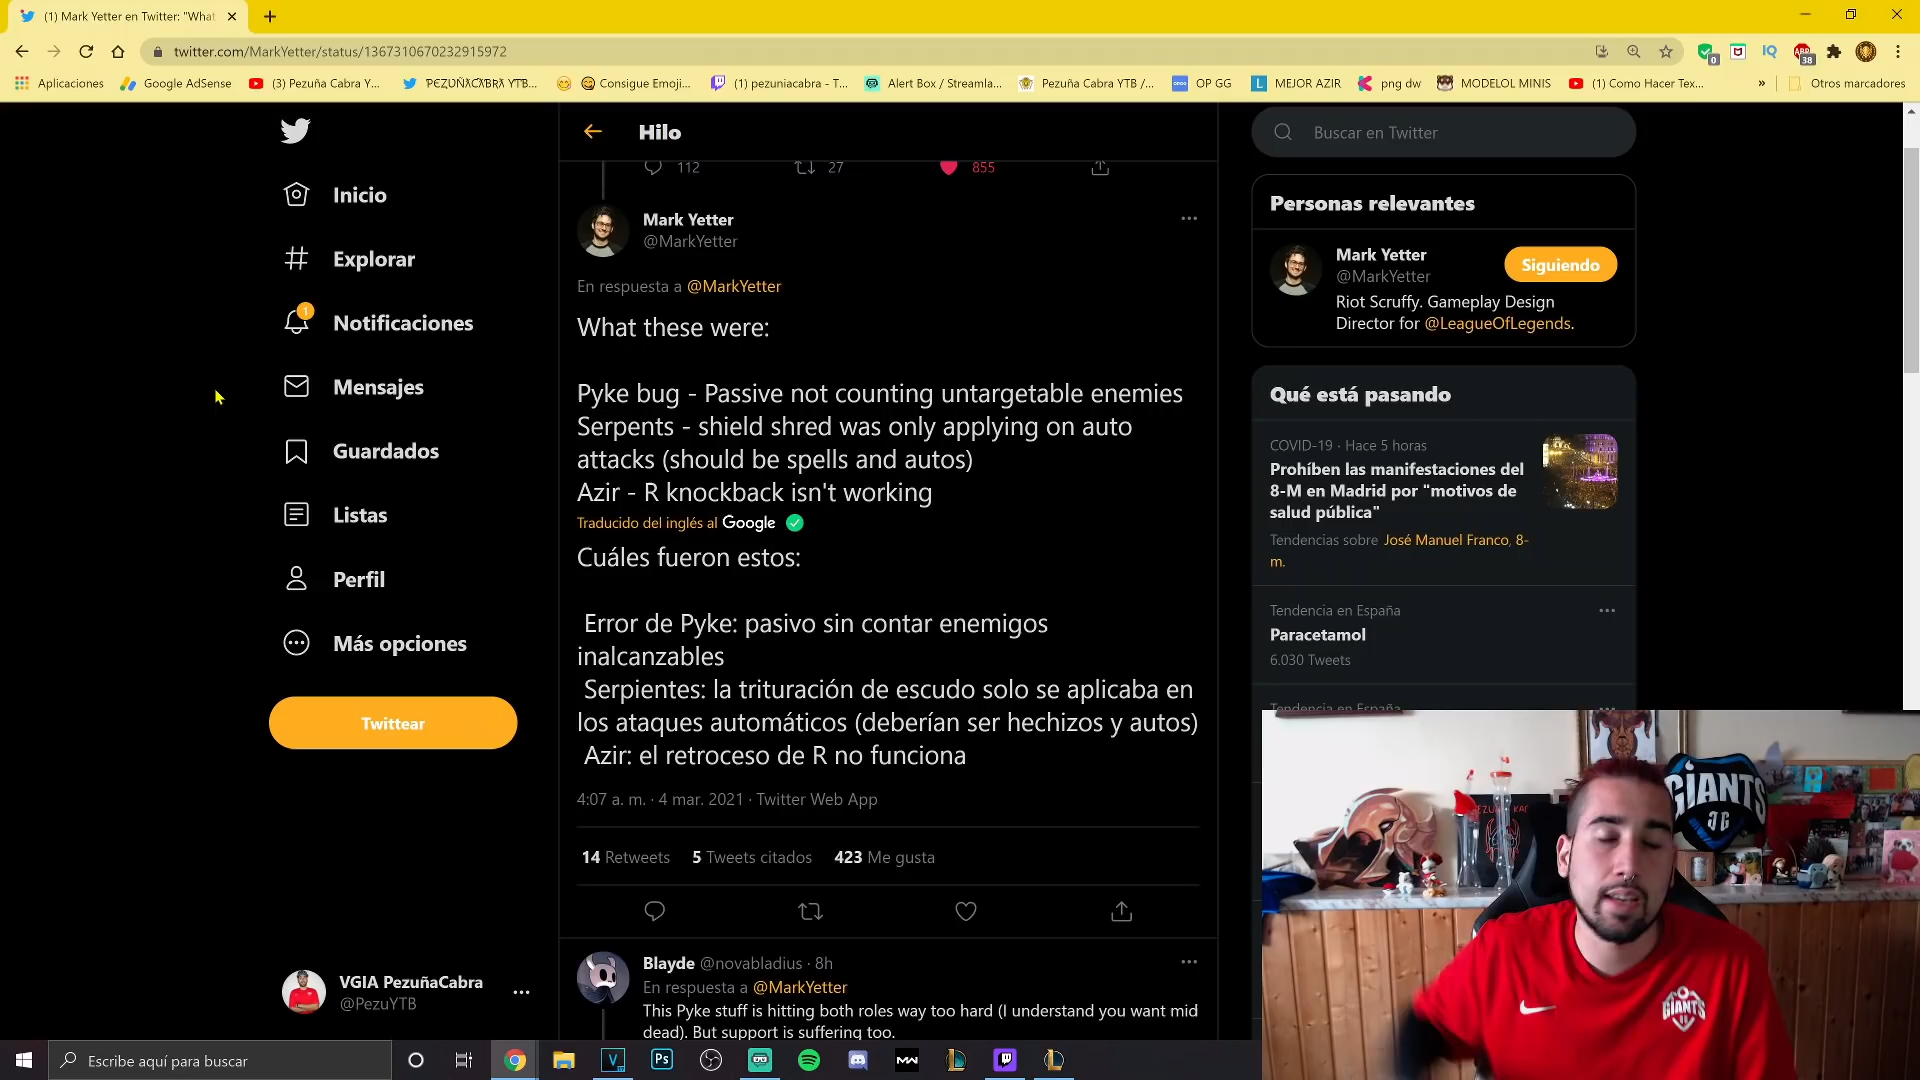 (1) Mark Yetter en Twitter: "What
twitter.com/MarkYetter/status/1367310670232915972
0
38
Aplicaciones
Google AdSense
(3) Pezuña Cabra Y...
Consigue Emoji...
(1) pezuniacabra - T...
Alert Box / Streamla...
Pezuña Cabra YTB /...
OP GG
MEJOR AZIR
png dw
MODELOL MINIS
(1) Como Hacer Tex...
»
Otros marcadores
Inicio
Explorar
1
Notificaciones
Mensajes
Guardados
Listas
Perfil
Más opciones
Twittear
VGIA PezuñaCabra
@PezuYTB
Hilo
112
27
855
Mark Yetter
@MarkYetter
En respuesta a @MarkYetter
What these were:
Pyke bug - Passive not counting untargetable enemies
Serpents - shield shred was only applying on auto
attacks (should be spells and autos)
Azir - R knockback isn't working
Traducido del inglés al Google
Cuáles fueron estos:
Error de Pyke: pasivo sin contar enemigos
inalcanzables
Serpientes: la trituración de escudo solo se aplicaba en
los ataques automáticos (deberían ser hechizos y autos)
Azir: el retroceso de R no funciona
4:07 a. m. · 4 mar. 2021 · Twitter Web App
14 Retweets 5 Tweets citados 423 Me gusta
Blayde @novabladius · 8h
En respuesta a @MarkYetter
This Pyke stuff is hitting both roles way too hard (I understand you want mid
dead). But support is suffering too.
Buscar en Twitter
Personas relevantes
Mark Yetter
@MarkYetter
Siguiendo
Riot Scruffy. Gameplay Design
Director for @LeagueOfLegends.
Qué está pasando
COVID-19 · Hace 5 horas
Prohíben las manifestaciones del
8-M en Madrid por "motivos de
salud pública"
Tendencias sobre José Manuel Franco, 8-
m.
Tendencia en España
Paracetamol
6.030 Tweets
Tendencia en España
GIANTS
GIANTS
Escribe aquí para buscar
Ps